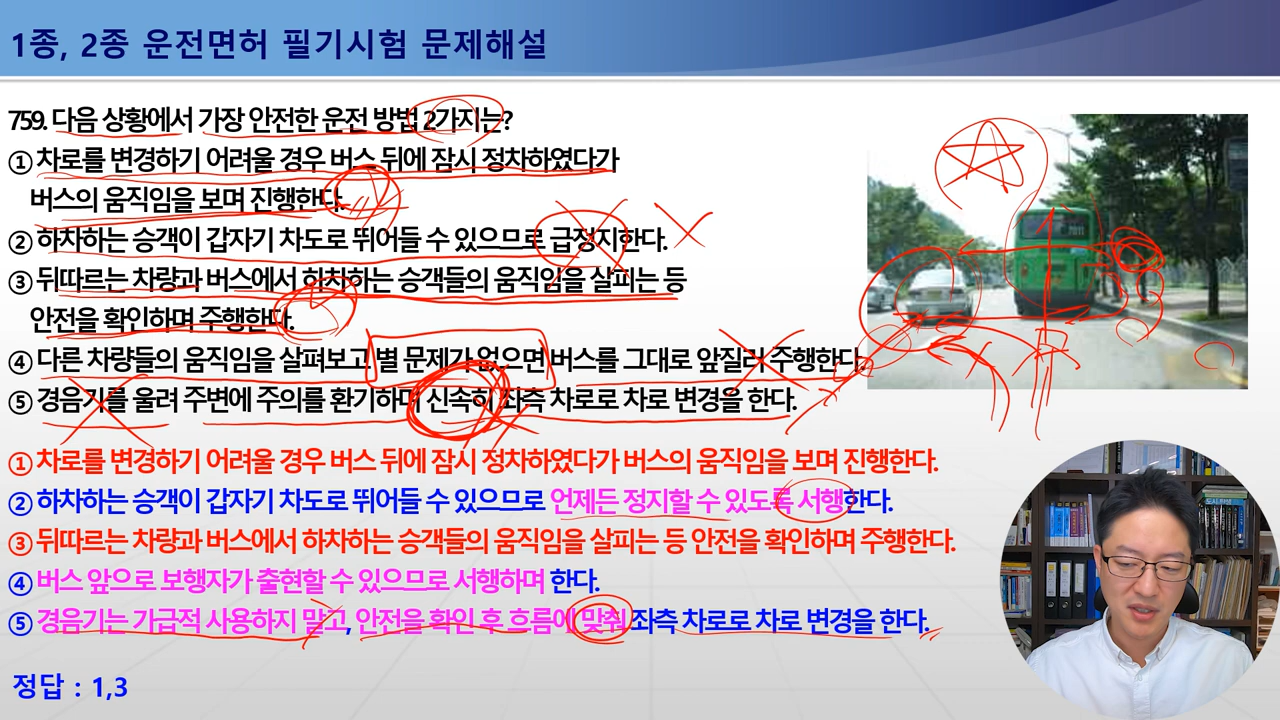 1종, 2종 운전면허 필기시험 문제해설
759. 다음 상황에서 가장 안전한 운전 방법 2가지는?
① 차로를 변경하기 어려울 경우 버스 뒤에 잠시 정차하였다가
버스의 움직임을 보며 진행한다.
② 하차하는 승객이 갑자기 차도로 뛰어들 수 있으므로 급정지한다.
③ 뒤따르는 차량과 버스에서 하차하는 승객들의 움직임을 살피는 등
안전을 확인하며 주행한다.
④ 다른 차량들의 움직임을 살펴보고 별 문제가 없으면 버스를 그대로 앞질러 주행한다.
⑤ 경음기를 울려 주변에 주의를 환기하며 신속히 좌측 차로로 차로 변경을 한다.
① 차로를 변경하기 어려울 경우 버스 뒤에 잠시 정차하였다가 버스의 움직임을 보며 진행한다.
② 하차하는 승객이 갑자기 차도로 뛰어들 수 있으므로 언제든 정지할 수 있도록 서행한다.
③ 뒤따르는 차량과 버스에서 하차하는 승객들의 움직임을 살피는 등 안전을 확인하며 주행한다.
④ 버스 앞으로 보행자가 출현할 수 있으므로 서행하며 한다.
⑤ 경음기는 가급적 사용하지 말고, 안전을 확인 후 흐름에 맞춰 좌측 차로로 차로 변경을 한다.
정답 : 1,3